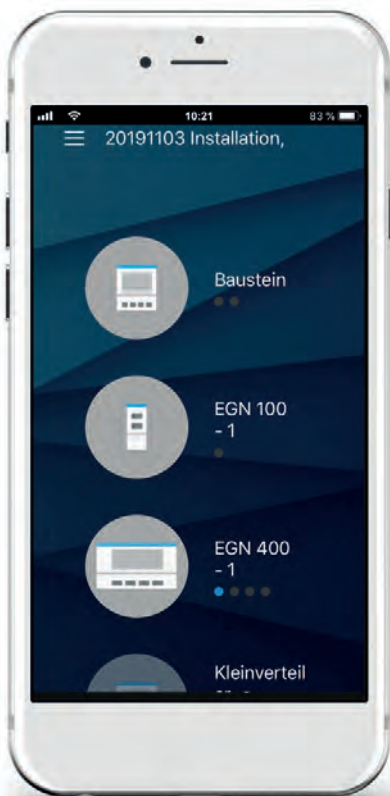 10:21
83 %
20191103 Installation,
Baustein
EGN 100
- 1
EGN 400
- 1
Kleinverteil